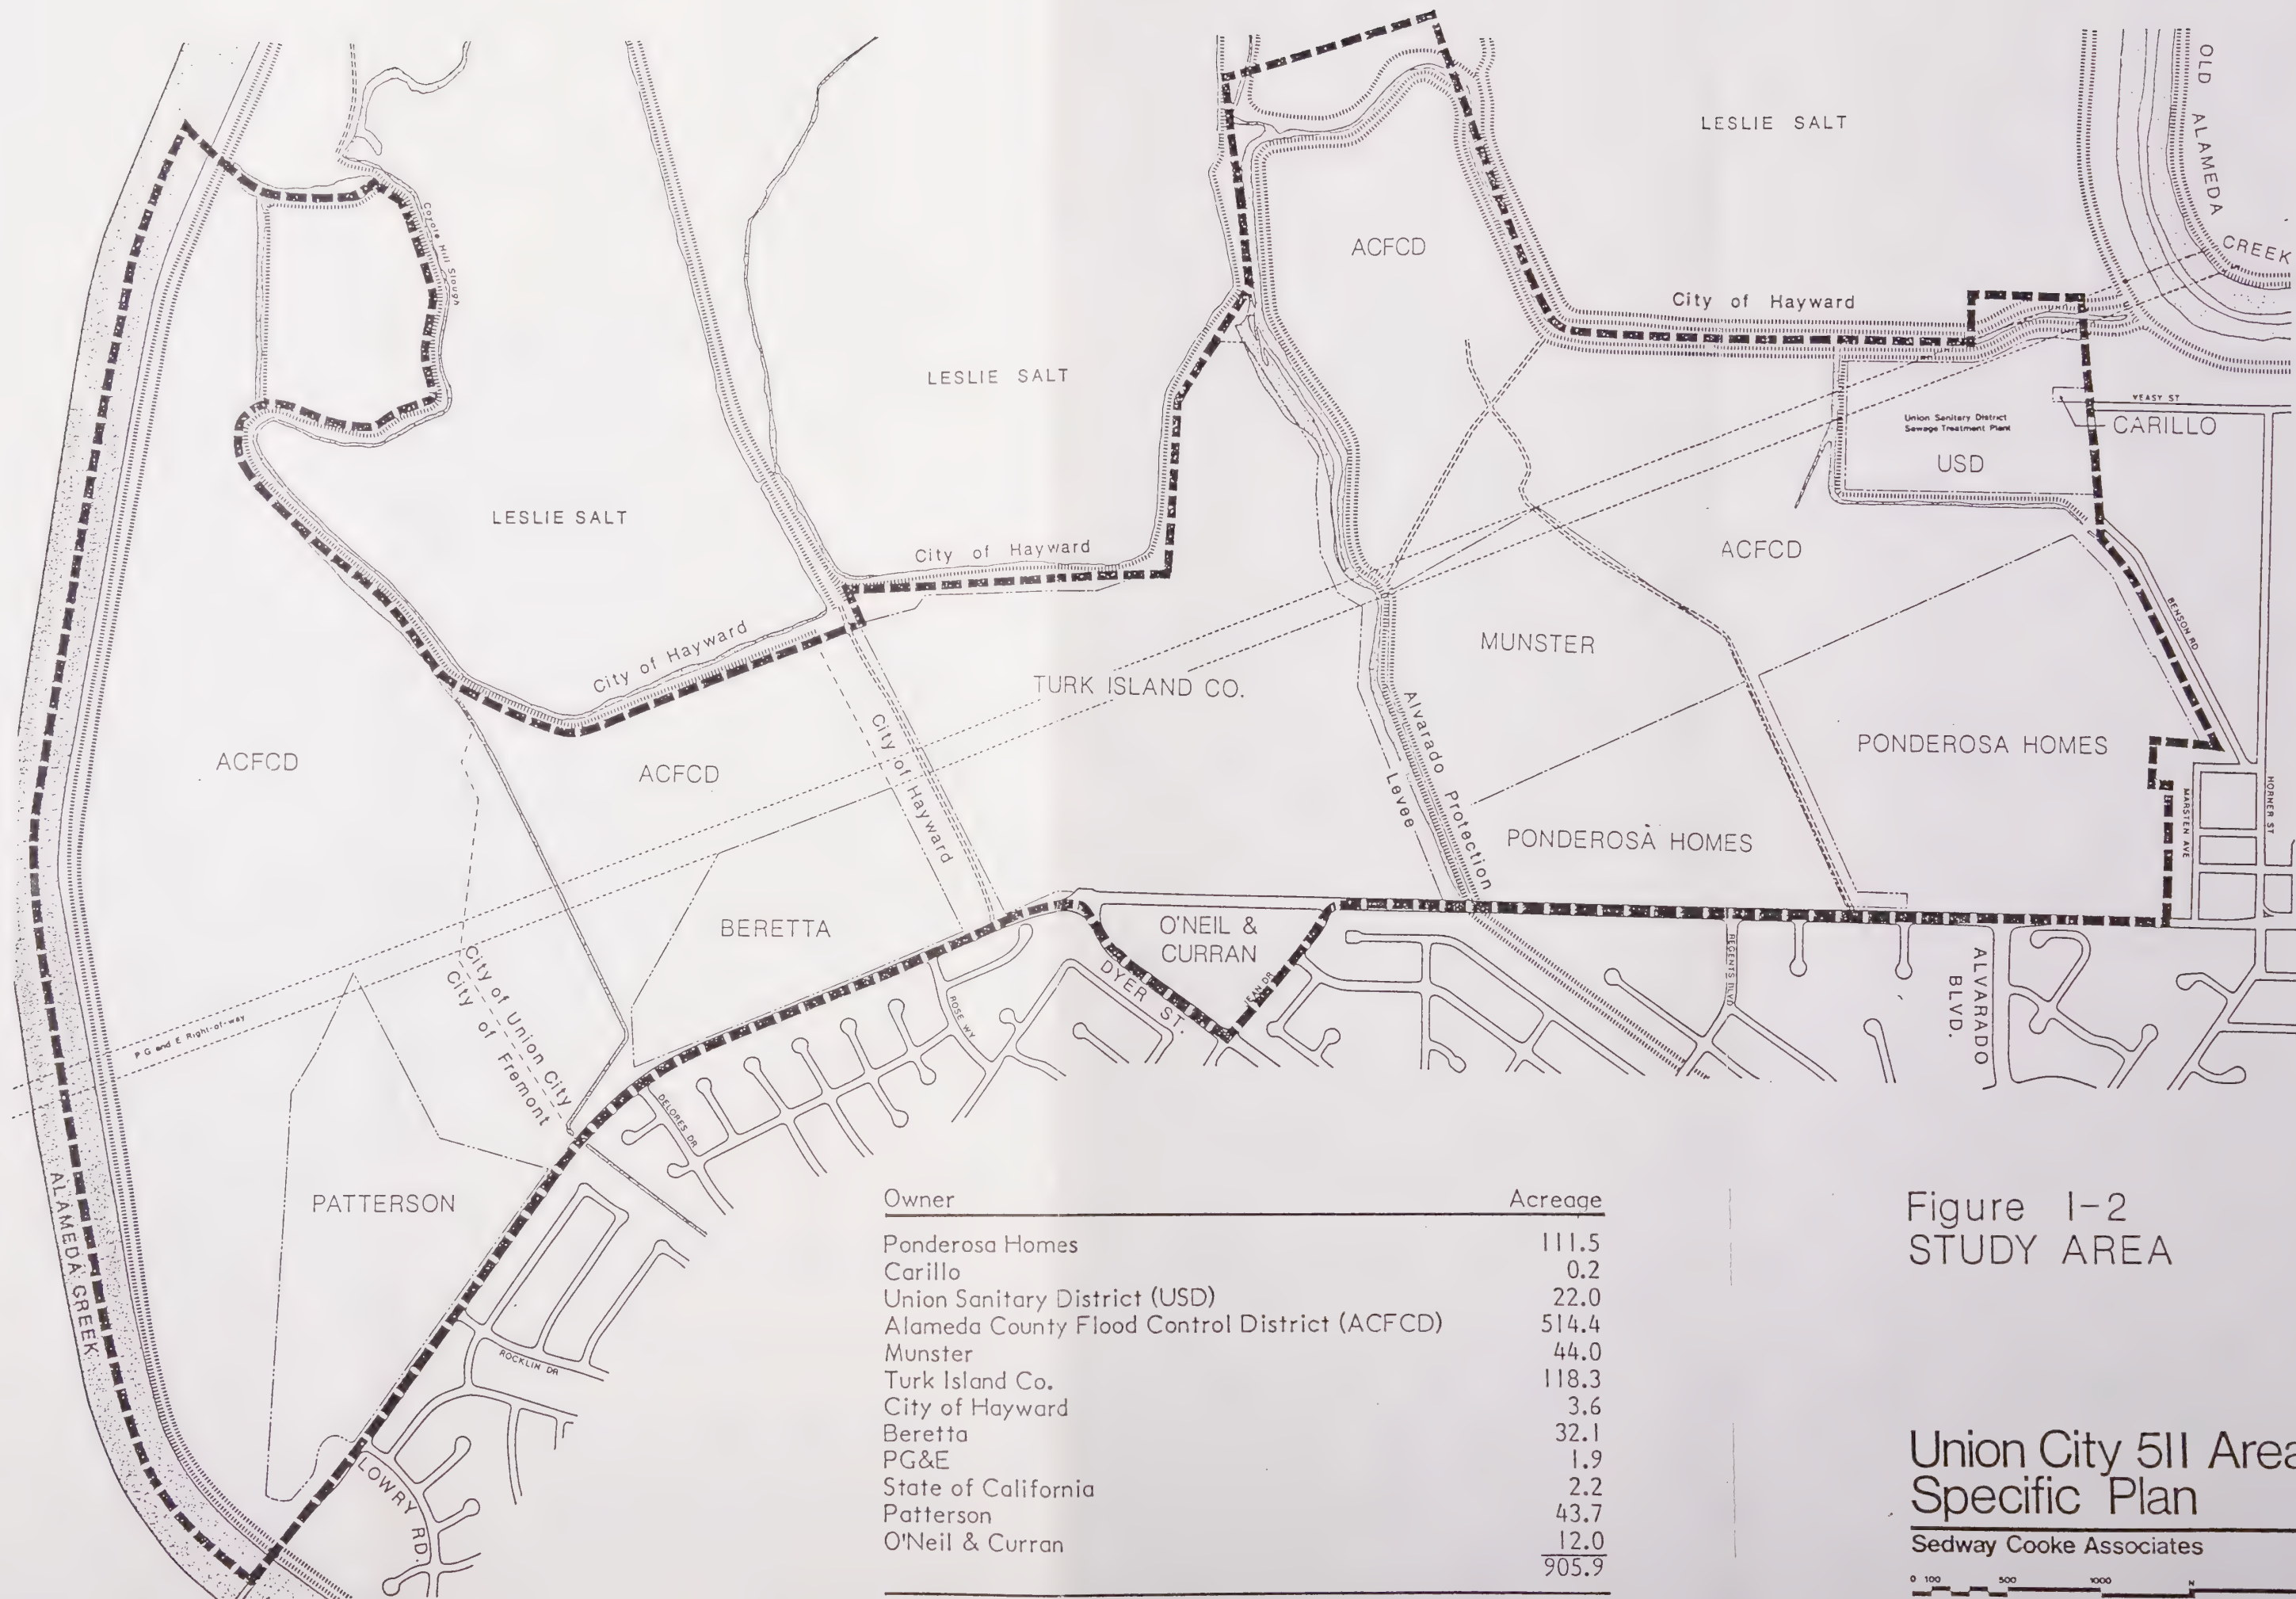 LESLIE SALT
OLD ALAMEDA
CREEK
Coyote Hill Slough
ACFCD
City of Hayward
LESLIE SALT
Union Sanitary District
Sewage Treatment Plant
VEASY ST
CARILLO
USD
LESLIE SALT
City of Hayward
ACFCD
BENSON RD
City of Hayward
MUNSTER
TURK ISLAND CO.
City of Hayward
Alvarado Protection
Levee
PONDEROSA HOMES
ACFCD
ACFCD
MARSTEN AVE
HORNER ST
PONDEROSA HOMES
BERETTA
O'NEIL &
CURRAN
DYER ST.
JEAN DR
REGENTS BLVD
ALVARADO
BLVD.
ROSE WY
City of Union City
City of Fremont
P G and E Right-of-way
DELORES DR
PATTERSON
ALAMEDA CREEK
ROCKLIN DR
LOWRY RD.
Owner Acreage
Ponderosa Homes 111.5
Carillo 0.2
Union Sanitary District (USD) 22.0
Alameda County Flood Control District (ACFCD) 514.4
Munster 44.0
Turk Island Co. 118.3
City of Hayward 3.6
Beretta 32.1
PG&E 1.9
State of California 2.2
Patterson 43.7
O'Neil & Curran 12.0
905.9
Figure I-2
STUDY AREA
Union City 511 Area
Specific Plan
Sedway Cooke Associates
0 100 500 1000 N